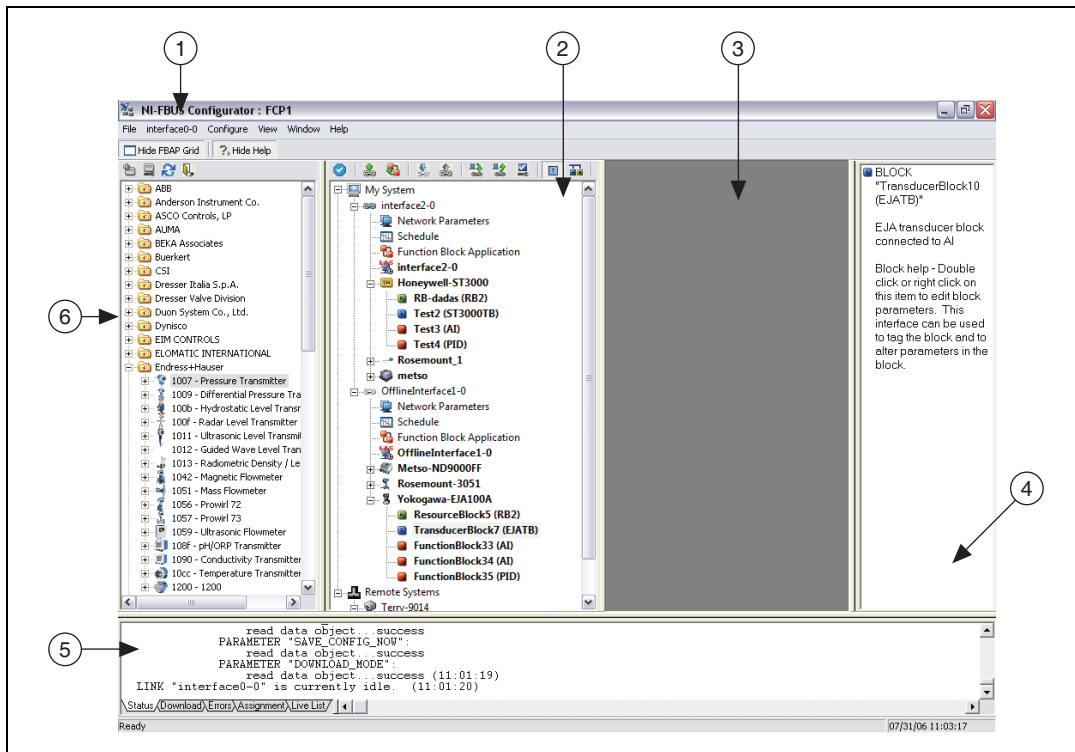 1
2
3
NI-FBUS Configurator : FCP1
File interface0-0 Configure View Window Help
Hide FBAP Grid ?, Hide Help
ABB
Anderson Instrument Co.
ASCO Controls, LP
AUMA
BEKA Associates
Buerkert
CSI
Dresser Italia S.p.A.
Dresser Valve Division
Duon System Co., Ltd.
Dynisco
EIM CONTROLS
ELOMATIC INTERNATIONAL
Endress+Hauser
1007 - Pressure Transmitter
1009 - Differential Pressure Tra
100b - Hydrostatic Level Transr
100f - Radar Level Transmitter
1011 - Ultrasonic Level Transmit
1012 - Guided Wave Level Tran
1013 - Radiometric Density / Le
1042 - Magnetic Flowmeter
1051 - Mass Flowmeter
1056 - Prowirl 72
1057 - Prowirl 73
1059 - Ultrasonic Flowmeter
108f - pH/ORP Transmitter
1090 - Conductivity Transmitter
10cc - Temperature Transmitter
1200 - 1200
6
My System
interface2-0
Network Parameters
Schedule
Function Block Application
interface2-0
Honeywell-ST3000
RB-dadas (RB2)
Test2 (ST3000TB)
Test3 (AI)
Test4 (PID)
Rosemount_1
metso
OfflineInterface1-0
Network Parameters
Schedule
Function Block Application
OfflineInterface1-0
Metso-ND9000FF
Rosemount-3051
Yokogawa-EJA100A
ResourceBlock5 (RB2)
TransducerBlock7 (EJATB)
FunctionBlock33 (AI)
FunctionBlock34 (AI)
FunctionBlock35 (PID)
Remote Systems
Terry-9014
BLOCK
"TransducerBlock10
(EJATB)"
EJA transducer block
connected to AI
Block help - Double
click or right click on
this item to edit block
parameters. This
interface can be used
to tag the block and to
alter parameters in the
block.
4
5
read data object...success
PARAMETER "SAVE_CONFIG_NOW":
read data object...success
PARAMETER "DOWNLOAD_MODE":
read data object...success (11:01:19)
LINK "interface0-0" is currently idle. (11:01:20)
Status Download Errors Assignment Live List
Ready 07/31/06 11:03:17